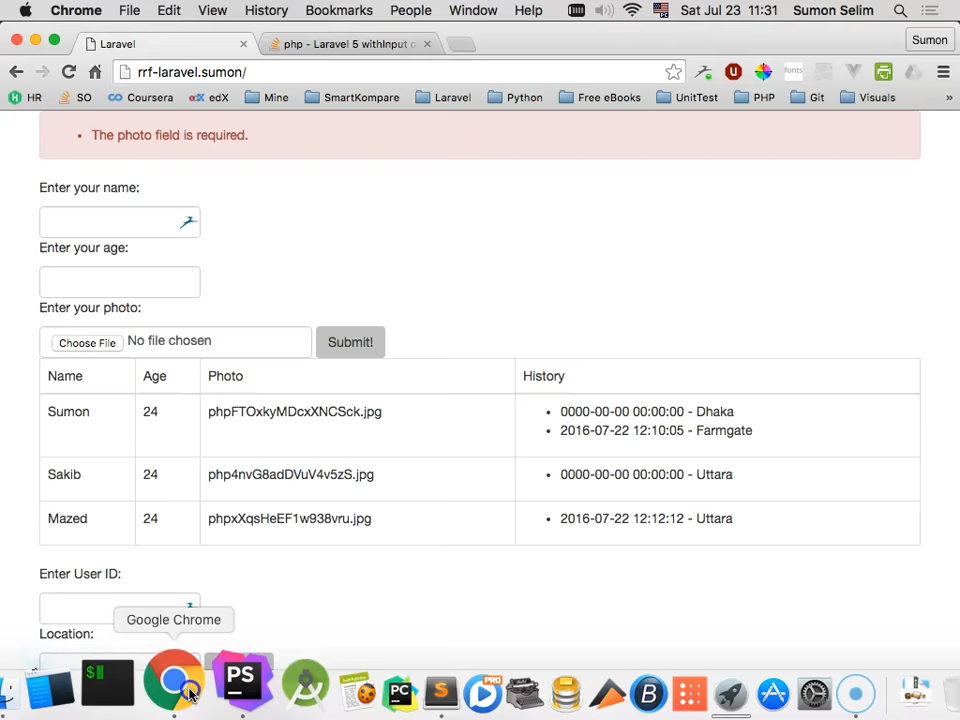 Chrome File Edit View History Bookmarks People Window Help Sat Jul 23 11:31 Sumon Selim
Laravel php - Laravel 5 withInput o Sumon
rrf-laravel.sumon/ fonts
HR SO Coursera edX Mine SmartKompare Laravel Python Free eBooks UnitTest PHP Git Visuals »
• The photo field is required.
Enter your name:
Enter your age:
Enter your photo:
Choose File No file chosen Submit!
Name Age Photo History
Sumon 24 phpFTOxkyMDcxXNCSck.jpg • 0000-00-00 00:00:00 - Dhaka
• 2016-07-22 12:10:05 - Farmgate
Sakib 24 php4nvG8adDVuV4v5zS.jpg • 0000-00-00 00:00:00 - Uttara
Mazed 24 phpxXqsHeEF1w938vru.jpg • 2016-07-22 12:12:12 - Uttara
Enter User ID:
Google Chrome
Location:
$ PS PC S PRO B